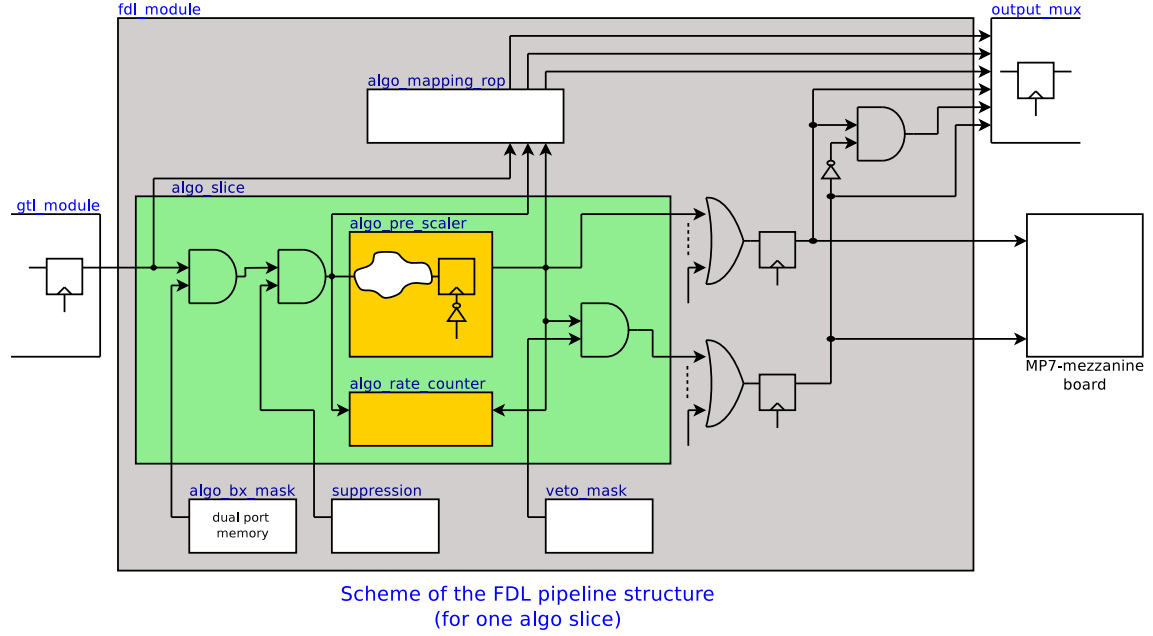 fdl_module
output_mux
algo_mapping_rop
algo_slice
gtl_module
algo_pre_scaler
MP7-mezzanine
board
algo_rate_counter
algo_bx_mask
suppression
veto_mask
dual port
memory
Scheme of the FDL pipeline structure
(for one algo slice)